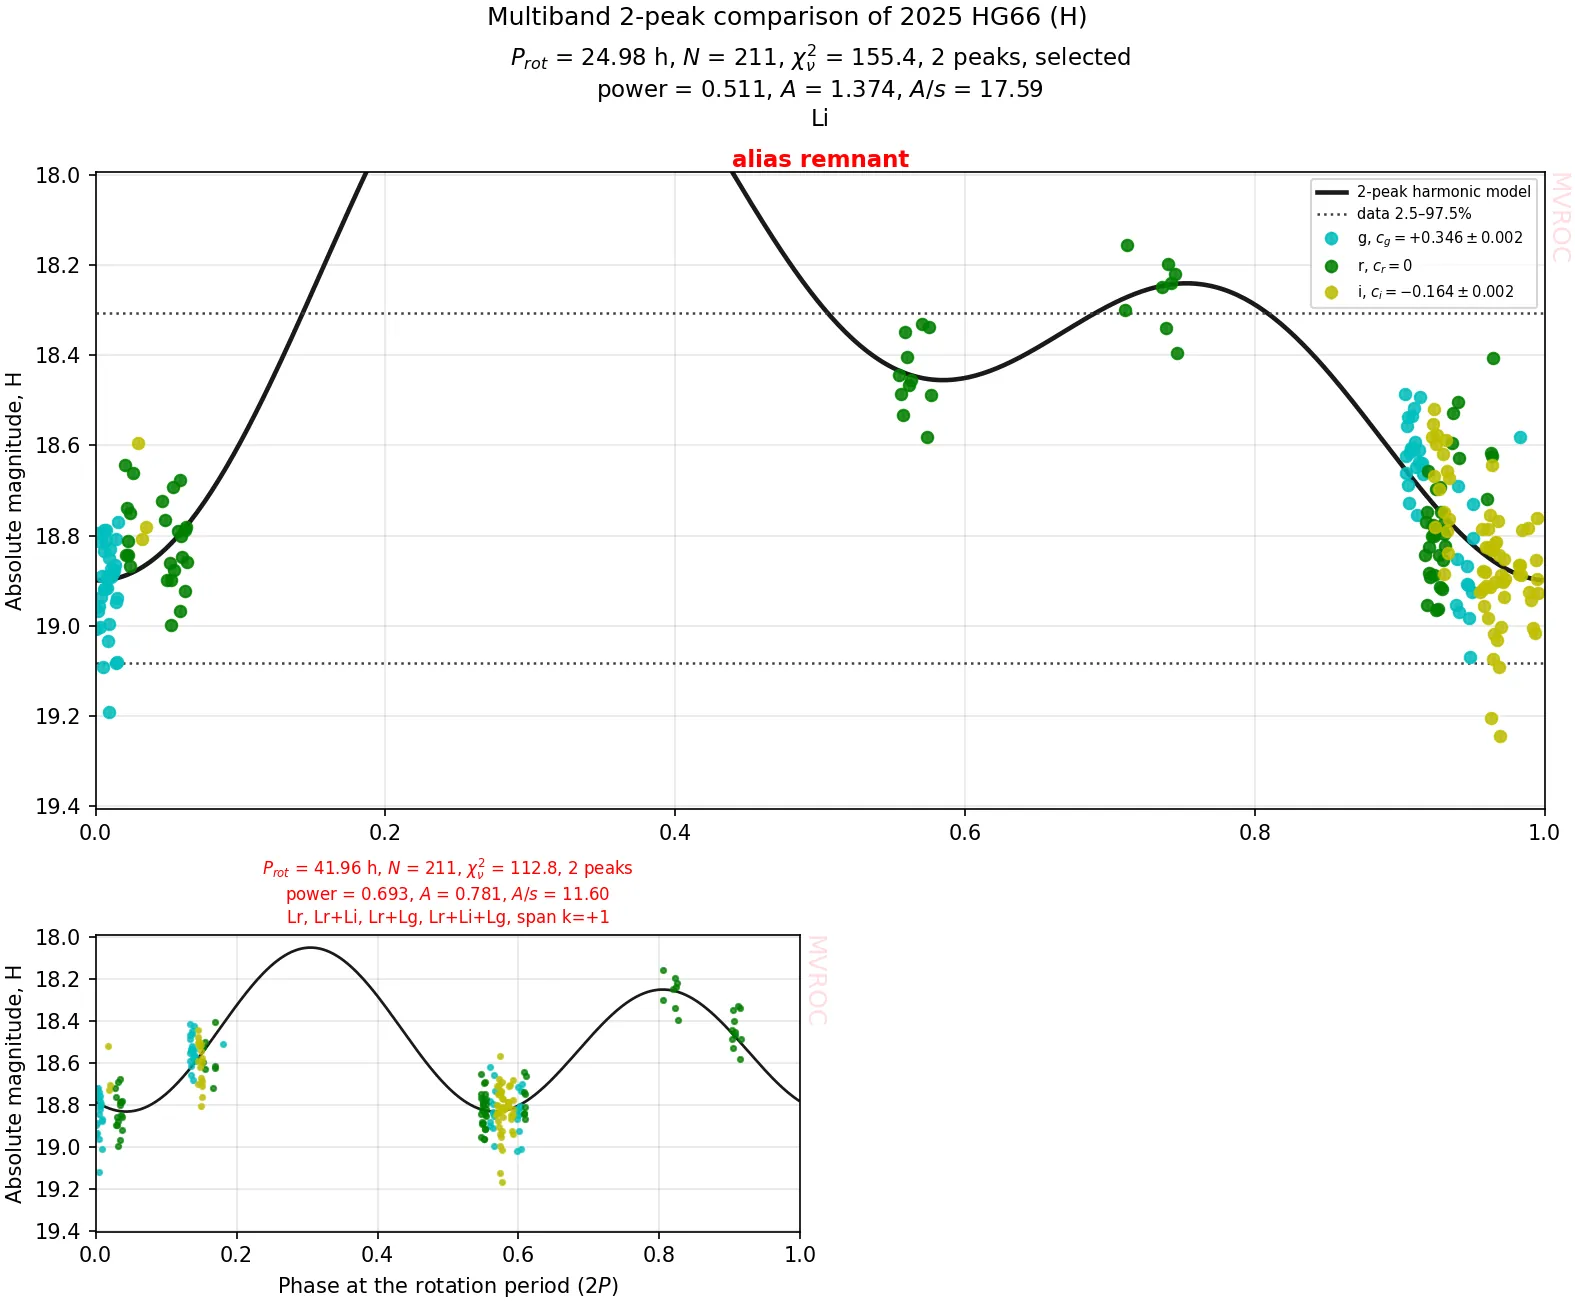 Multiband 2-peak comparison of 2025 HG66 (H)
P_rot = 24.98 h, N = 211, χ²_ν = 155.4, 2 peaks, selected
power = 0.511, A = 1.374, A/s = 17.59
Li
alias remnant
Absolute magnitude, H
18.0
18.2
18.4
18.6
18.8
19.0
19.2
19.4
0.0
0.2
0.4
0.6
0.8
1.0
2-peak harmonic model
data 2.5–97.5%
g, c_g = +0.346 ± 0.002
r, c_r = 0
i, c_i = −0.164 ± 0.002
MVROC
P_rot = 41.96 h, N = 211, χ²_ν = 112.8, 2 peaks
power = 0.693, A = 0.781, A/s = 11.60
Lr, Lr+Li, Lr+Lg, Lr+Li+Lg, span k=+1
Absolute magnitude, H
18.0
18.2
18.4
18.6
18.8
19.0
19.2
19.4
0.0
0.2
0.4
0.6
0.8
1.0
Phase at the rotation period (2P)
MVROC